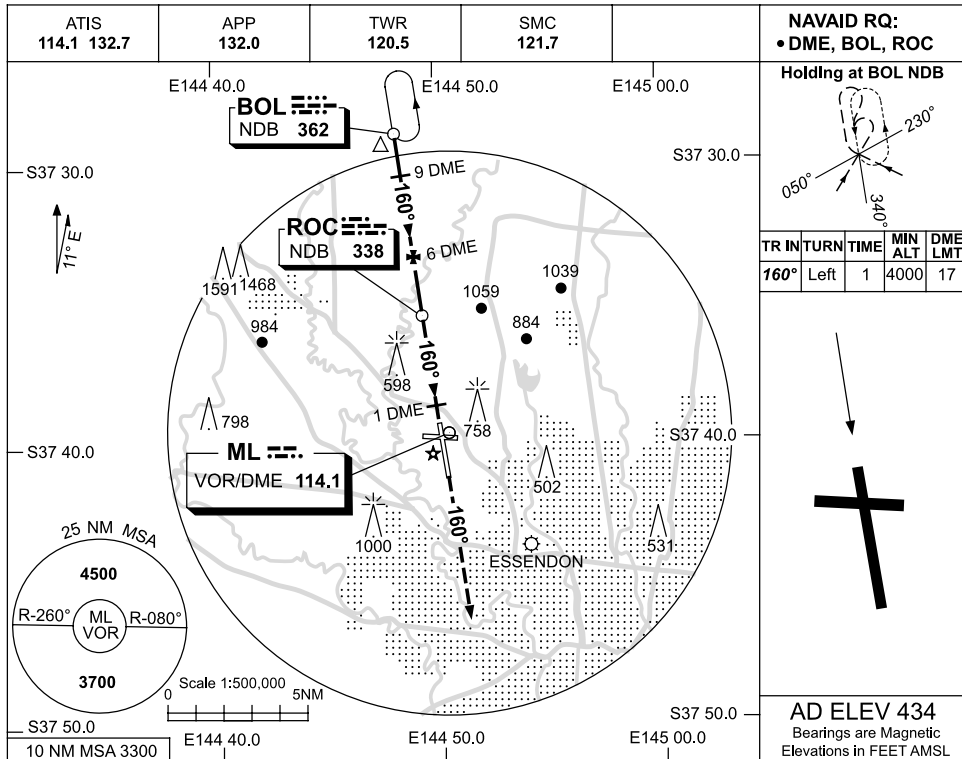 ATIS
114.1 132.7
APP
132.0
TWR
120.5
SMC
121.7
NAVAID RQ:
• DME, BOL, ROC
E144 40.0
E144 50.0
E145 00.0
BOL
NDB 362
S37 30.0
S37 30.0
9 DME
160°
11° E
ROC
NDB 338
6 DME
1591
1468
1039
1059
984
884
160°
598
1 DME
758
798
S37 40.0
S37 40.0
ML
VOR/DME 114.1
502
160°
1000
531
ESSENDON
25 NM MSA
4500
R-260°
ML
VOR
R-080°
3700
Scale 1:500,000
0
5NM
S37 50.0
S37 50.0
10 NM MSA 3300
E144 40.0
E144 50.0
E145 00.0
Holding at BOL NDB
230°
050°
340°
TR IN TURN TIME MIN ALT DME LMT
160° Left 1 4000 17
AD ELEV 434
Bearings are Magnetic
Elevations in FEET AMSL